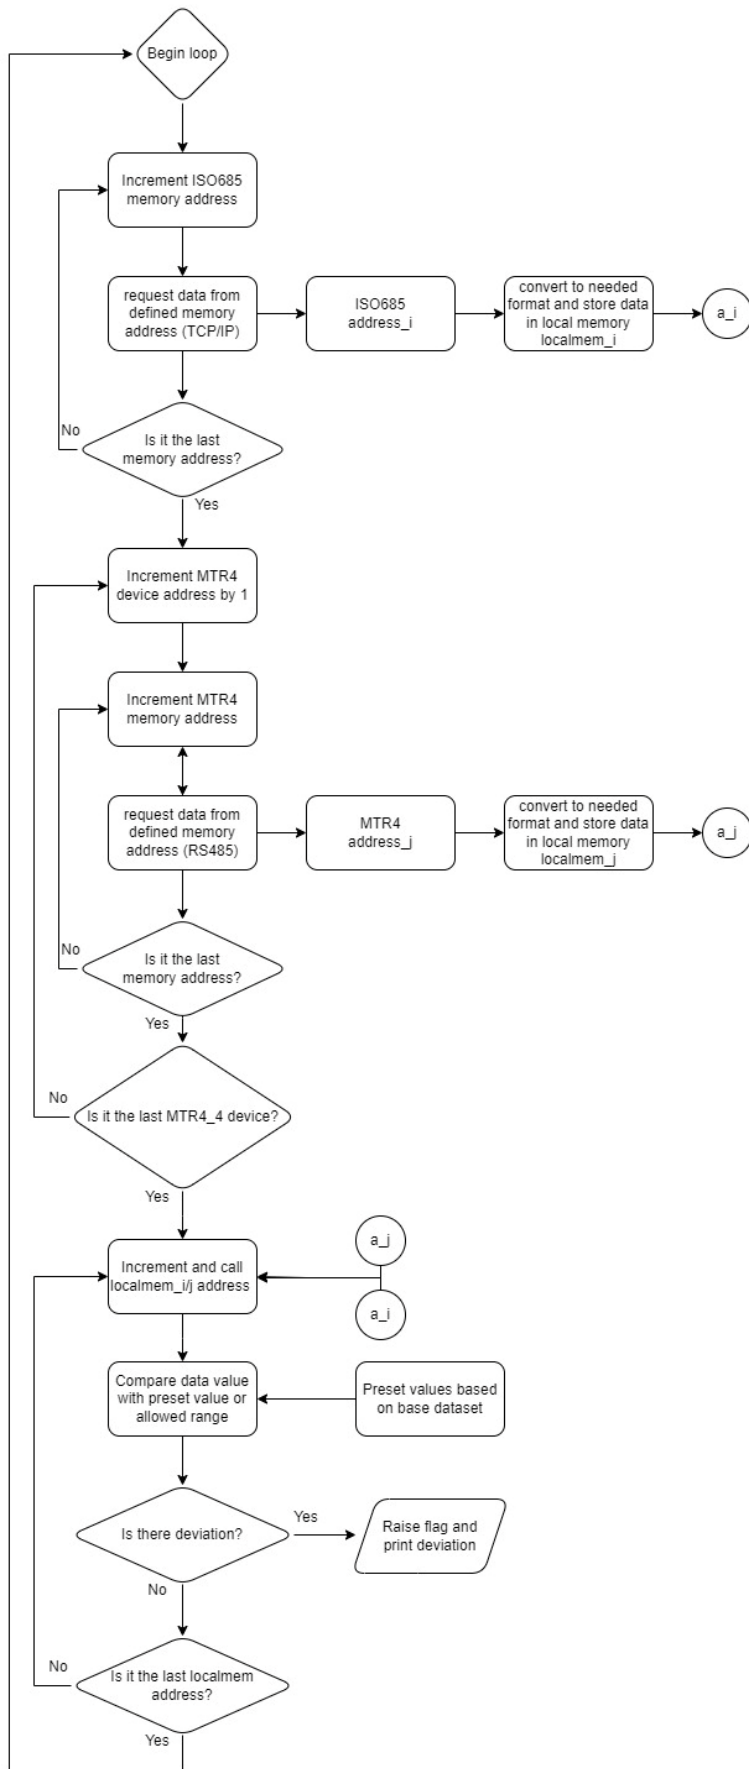 Begin loop
Increment ISO685
memory address
request data from
defined memory
address (TCP/IP)
ISO685
address_i
convert to needed
format and store data
in local memory
localmem_i
a_i
No
Is it the last
memory address?
Yes
Increment MTR4
device address by 1
Increment MTR4
memory address
request data from
defined memory
address (RS485)
MTR4
address_j
convert to needed
format and store data
in local memory
localmem_j
a_j
No
Is it the last
memory address?
Yes
No
Is it the last MTR4_4 device?
Yes
a_j
Increment and call
localmem_i/j address
a_i
Compare data value
with preset value or
allowed range
Preset values based
on base dataset
Is there deviation?
Yes
Raise flag and
print deviation
No
No
Is it the last localmem
address?
Yes